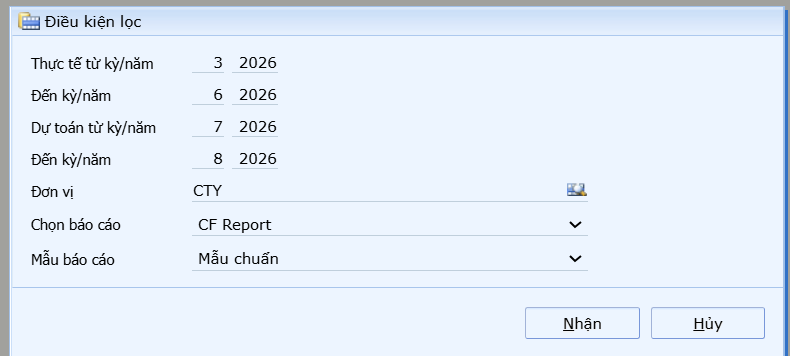 Điều kiện lọc
Thực tế từ kỳ/năm 3 2026
Đến kỳ/năm 6 2026
Dự toán từ kỳ/năm 7 2026
Đến kỳ/năm 8 2026
Đơn vị CTY
Chọn báo cáo CF Report
Mẫu báo cáo Mẫu chuẩn
Nhận Hủy